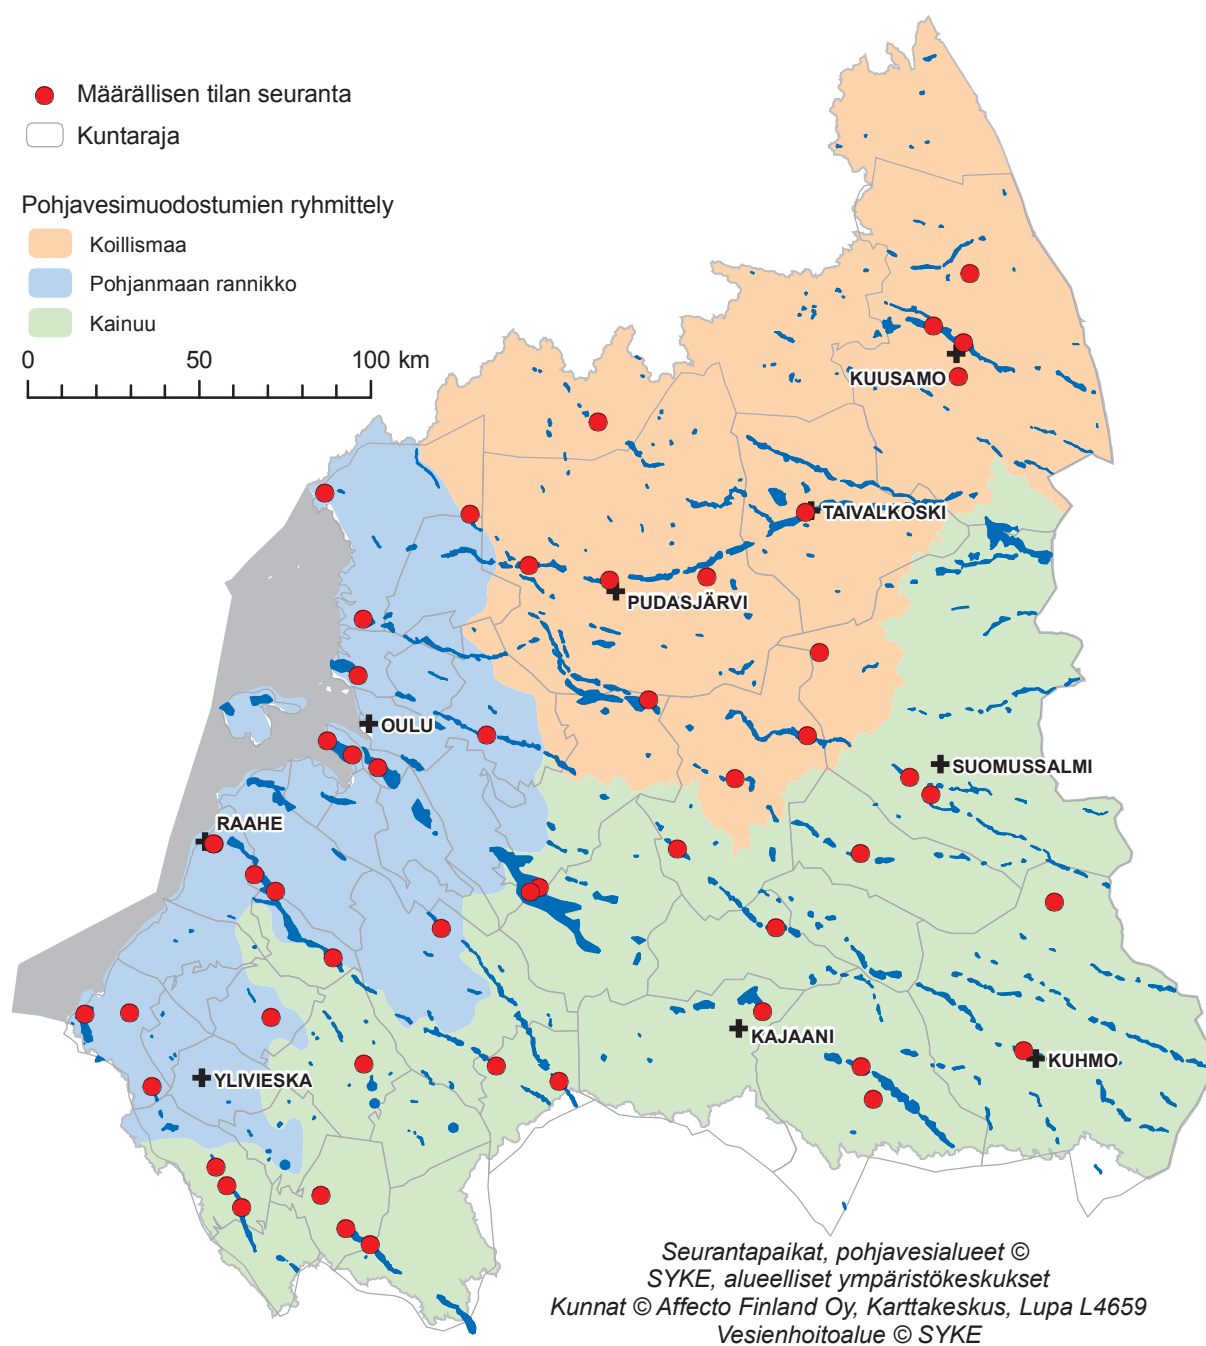 Määrällisen tilan seuranta
Kuntaraja
Pohjavesimuodostumien ryhmittely
Koillismaa
Pohjanmaan rannikko
Kainuu
0 50 100 km
KUUSAMO
TAIVALKOSKI
PUDASJÄRVI
OULU
SUOMUSSALMI
RAAHE
KAJAANI
KUHMO
YLIVIESKA
Seurantapaikat, pohjavesialueet ©
SYKE, alueelliset ympäristökeskukset
Kunnat © Affecto Finland Oy, Karttakeskus, Lupa L4659
Vesienhoitoalue © SYKE